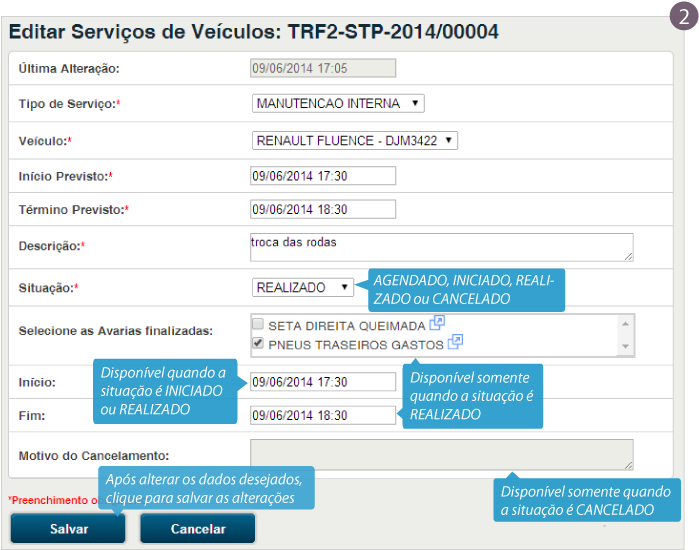 2
Editar Serviços de Veículos: TRF2-STP-2014/00004
Última Alteração: 09/06/2014 17:05
Tipo de Serviço:* MANUTENCAO INTERNA
Veículo:* RENAULT FLUENCE - DJM3422
Início Previsto:* 09/06/2014 17:30
Término Previsto:* 09/06/2014 18:30
Descrição:* troca das rodas
Situação:* REALIZADO
AGENDADO, INICIADO, REALI-
ZADO ou CANCELADO
Selecione as Avarias finalizadas:
SETA DIREITA QUEIMADA
PNEUS TRASEIROS GASTOS
Disponível quando a
situação é INICIADO
ou REALIZADO
Início: 09/06/2014 17:30
Disponível somente
quando a situação é
REALIZADO
Fim: 09/06/2014 18:30
Motivo do Cancelamento:
Após alterar os dados desejados,
clique para salvar as alterações
Disponível somente quando
a situação é CANCELADO
*Preenchimento
Salvar Cancelar